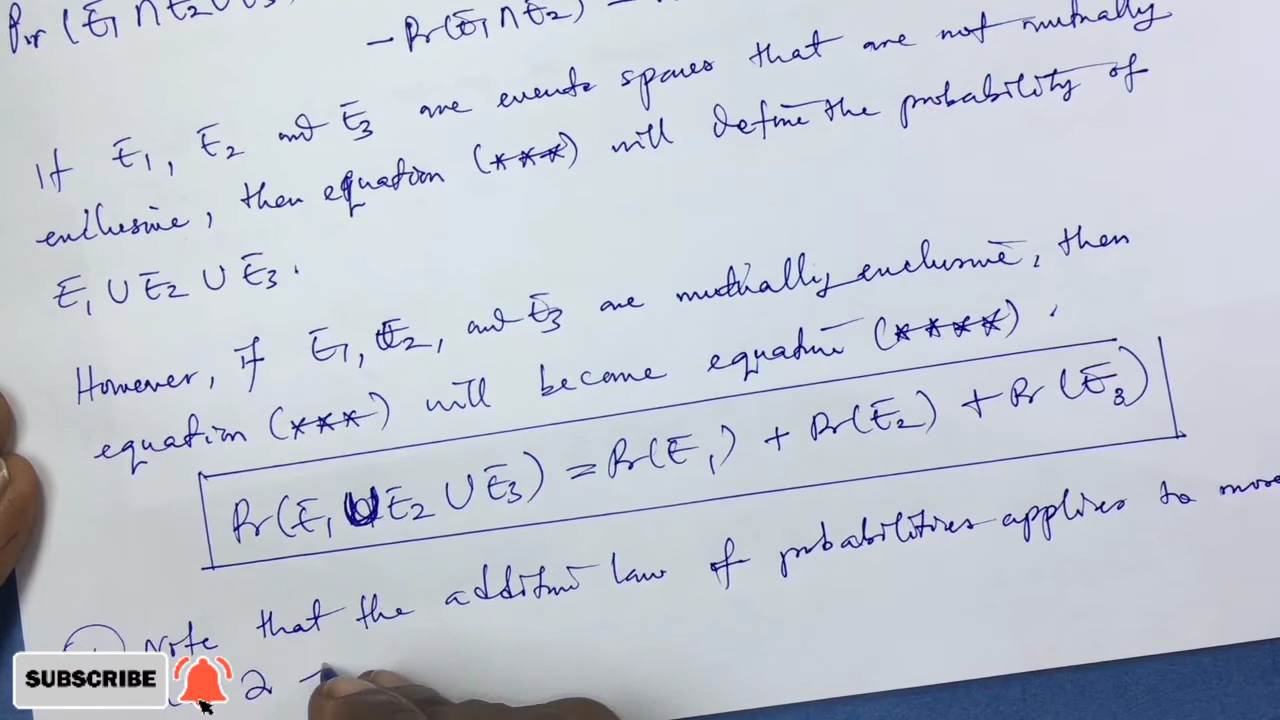 Pr (E1 ∩ E2 ∪ E3)
- Pr(E1 ∩ E2) -
If E1, E2 and E3 are events spaces that are not mutually
exclusive, then equation (***) will define the probability of
E1 ∪ E2 ∪ E3.
However, if E1, E2, and E3 are mutually exclusive, then
equation (***) will become equation (****).
Pr(E1 ∪ E2 ∪ E3) = Pr(E1) + Pr(E2) + Pr(E3)
Note that the addition law of probabilities applies to more
2
SUBSCRIBE